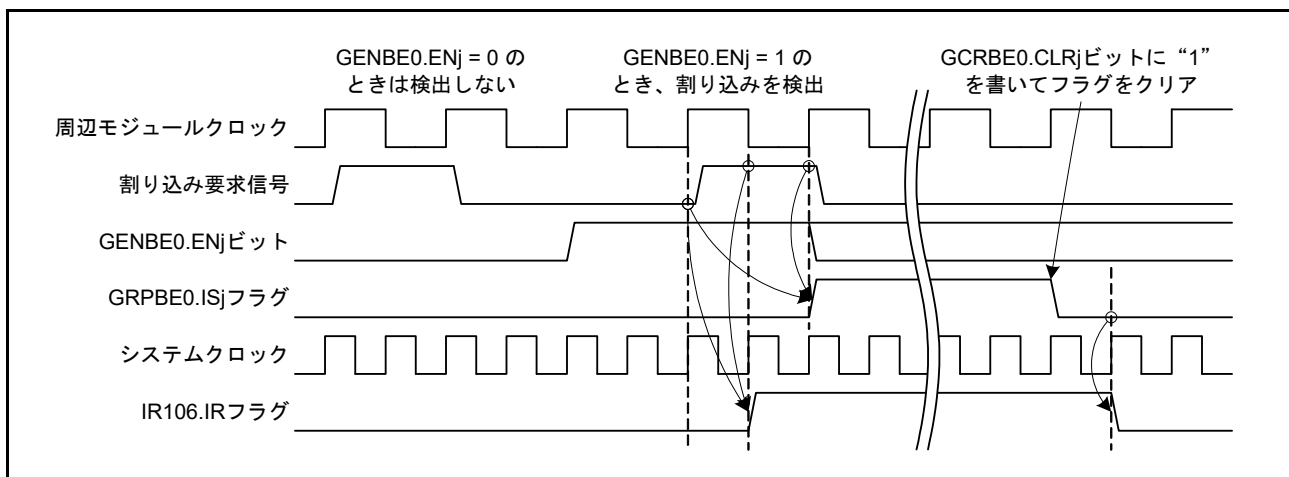 GENBE0.ENj = 0 の
ときは検出しない
GENBE0.ENj = 1 の
とき、割り込みを検出
GCRBE0.CLRjビットに“1”
を書いてフラグをクリア
周辺モジュールクロック
割り込み要求信号
GENBE0.ENjビット
GRPBE0.ISjフラグ
システムクロック
IR106.IRフラグ